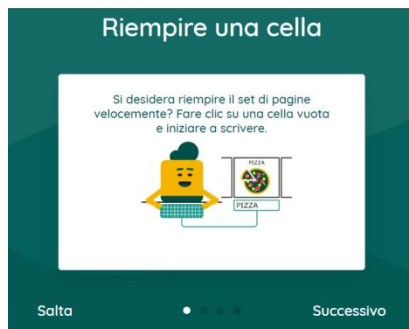 Riempire una cella
Si desidera riempire il set di pagine
velocemente? Fare clic su una cella vuota
e iniziare a scrivere.
PIZZA
PIZZA
Salta
Successivo